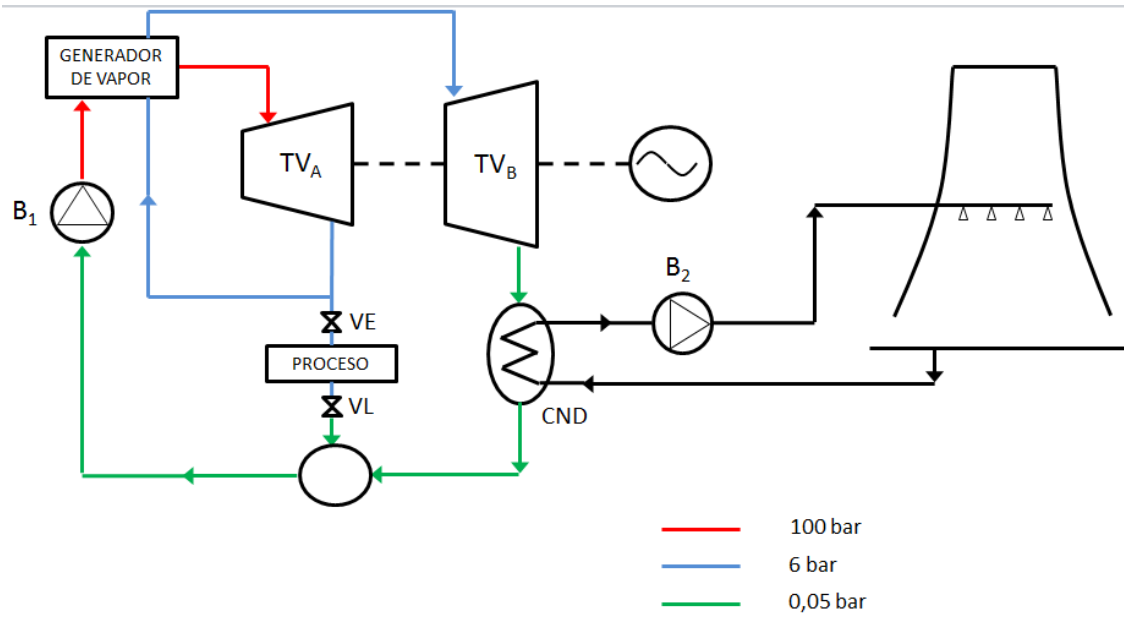 GENERADOR
DE VAPOR
TVA
TVB
B1
B2
VE
PROCESO
VL
CND
100 bar
6 bar
0,05 bar